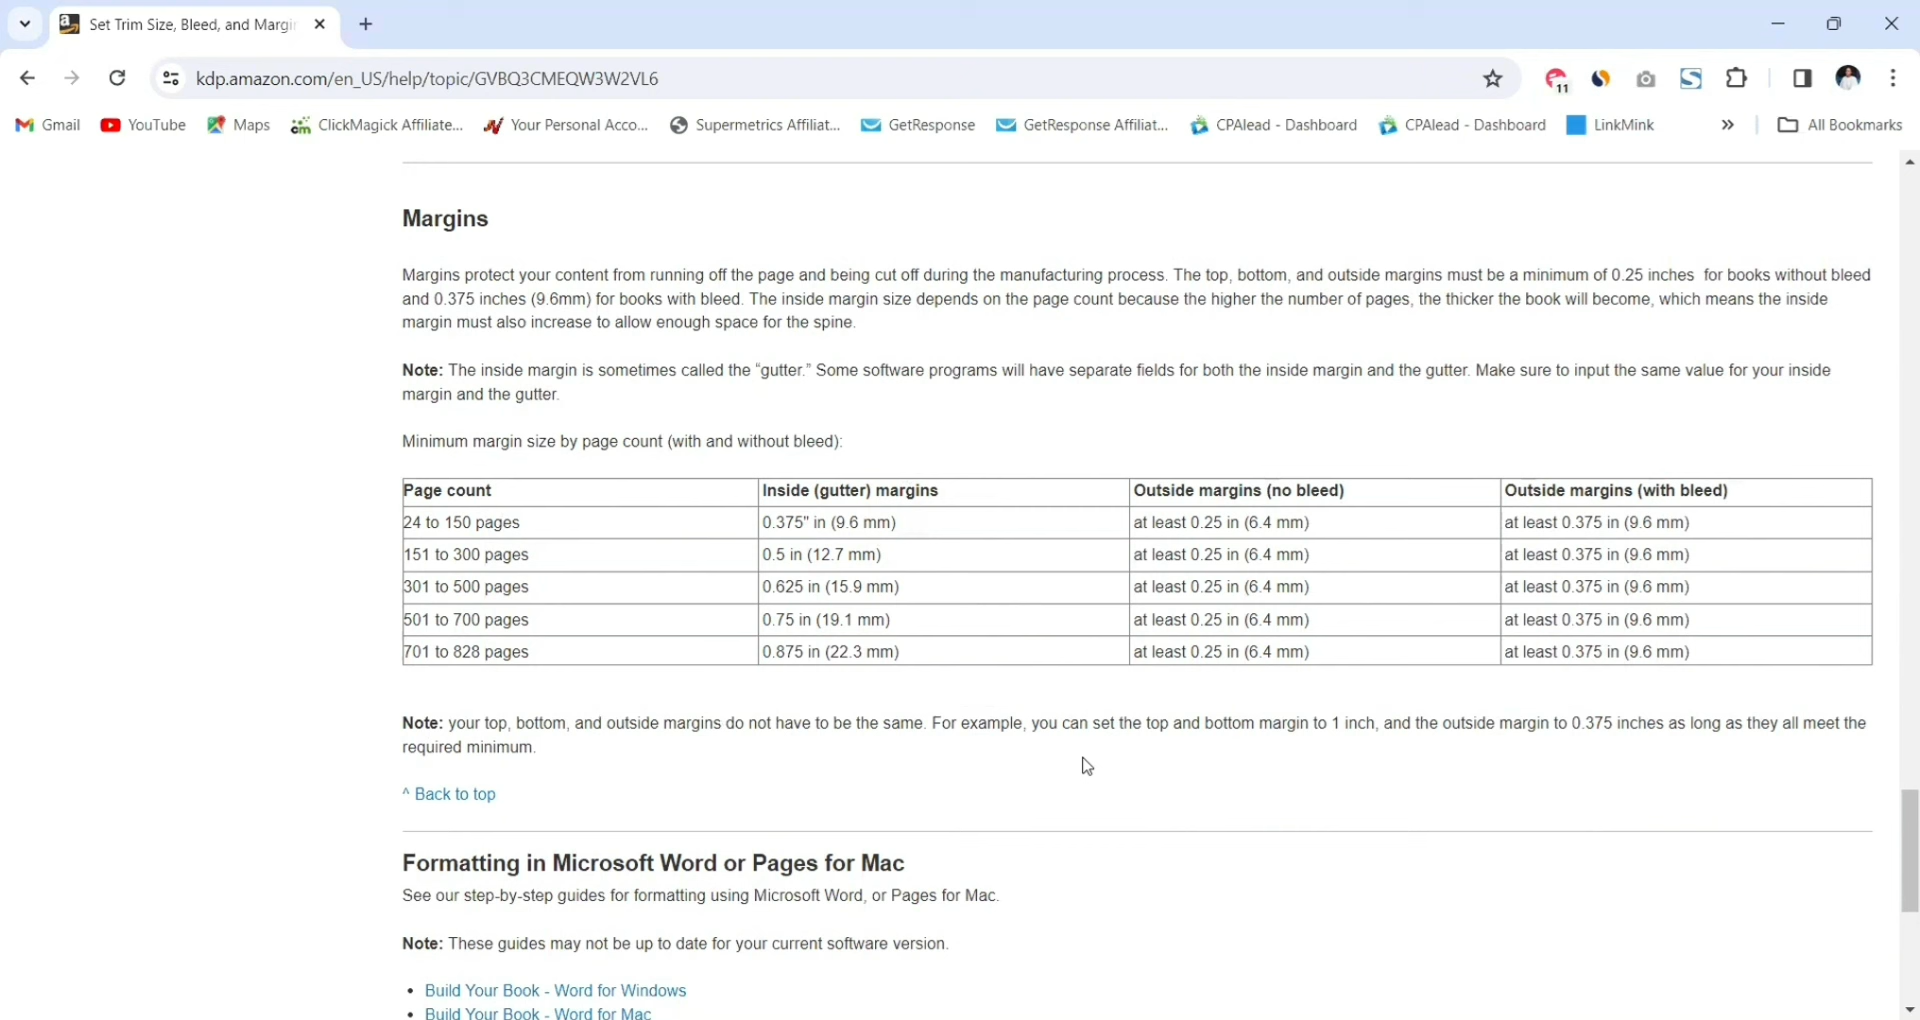 Set Trim Size, Bleed, and Margi
kdp.amazon.com/en_US/help/topic/GVBQ3CMEQW3W2VL6
11
Gmail YouTube Maps ClickMagick Affiliate... Your Personal Acco... Supermetrics Affiliat... GetResponse GetResponse Affiliat... CPAlead - Dashboard CPAlead - Dashboard LinkMink » All Bookmarks
Margins
Margins protect your content from running off the page and being cut off during the manufacturing process. The top, bottom, and outside margins must be a minimum of 0.25 inches for books without bleed
and 0.375 inches (9.6mm) for books with bleed. The inside margin size depends on the page count because the higher the number of pages, the thicker the book will become, which means the inside
margin must also increase to allow enough space for the spine.
Note: The inside margin is sometimes called the “gutter.” Some software programs will have separate fields for both the inside margin and the gutter. Make sure to input the same value for your inside
margin and the gutter.
Minimum margin size by page count (with and without bleed):
Page count Inside (gutter) margins Outside margins (no bleed) Outside margins (with bleed)
24 to 150 pages 0.375" in (9.6 mm) at least 0.25 in (6.4 mm) at least 0.375 in (9.6 mm)
151 to 300 pages 0.5 in (12.7 mm) at least 0.25 in (6.4 mm) at least 0.375 in (9.6 mm)
301 to 500 pages 0.625 in (15.9 mm) at least 0.25 in (6.4 mm) at least 0.375 in (9.6 mm)
501 to 700 pages 0.75 in (19.1 mm) at least 0.25 in (6.4 mm) at least 0.375 in (9.6 mm)
701 to 828 pages 0.875 in (22.3 mm) at least 0.25 in (6.4 mm) at least 0.375 in (9.6 mm)
Note: your top, bottom, and outside margins do not have to be the same. For example, you can set the top and bottom margin to 1 inch, and the outside margin to 0.375 inches as long as they all meet the
required minimum.
^ Back to top
Formatting in Microsoft Word or Pages for Mac
See our step-by-step guides for formatting using Microsoft Word, or Pages for Mac.
Note: These guides may not be up to date for your current software version.
• Build Your Book - Word for Windows
• Build Your Book - Word for Mac